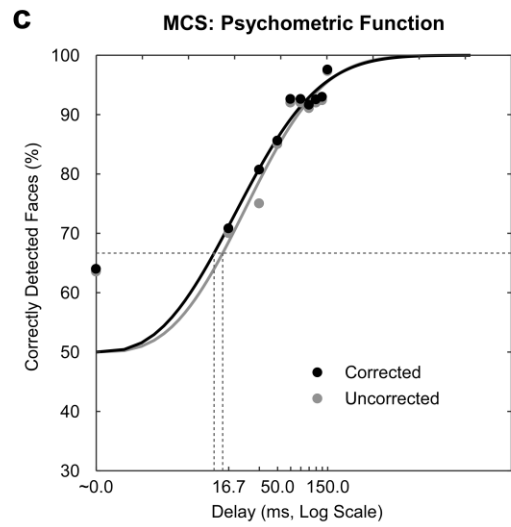 C
MCS: Psychometric Function
100
90
80
70
60
50
40
30
Correctly Detected Faces (%)
Corrected
Uncorrected
~0.0 16.7 50.0 150.0
Delay (ms, Log Scale)